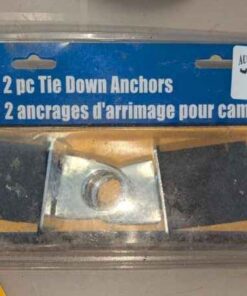 2 pc Tie Down Anchors
2 ancrages d'arrimage pour cam